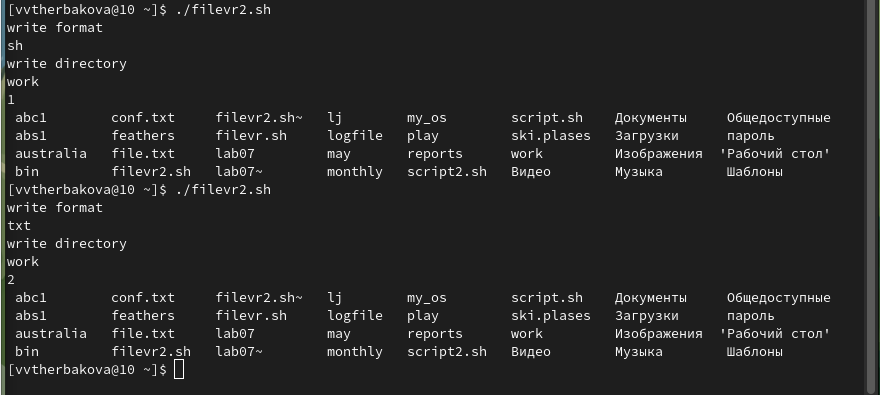 [vvtherbakova@10 ~]$ ./filevr2.sh
write format
sh
write directory
work
1
abc1 conf.txt filevr2.sh~ lj my_os script.sh Документы Общедоступные
abs1 feathers filevr.sh logfile play ski.plases Загрузки пароль
australia file.txt lab07 may reports work Изображения 'Рабочий стол'
bin filevr2.sh lab07~ monthly script2.sh Видео Музыка Шаблоны
[vvtherbakova@10 ~]$ ./filevr2.sh
write format
txt
write directory
work
2
abc1 conf.txt filevr2.sh~ lj my_os script.sh Документы Общедоступные
abs1 feathers filevr.sh logfile play ski.plases Загрузки пароль
australia file.txt lab07 may reports work Изображения 'Рабочий стол'
bin filevr2.sh lab07~ monthly script2.sh Видео Музыка Шаблоны
[vvtherbakova@10 ~]$